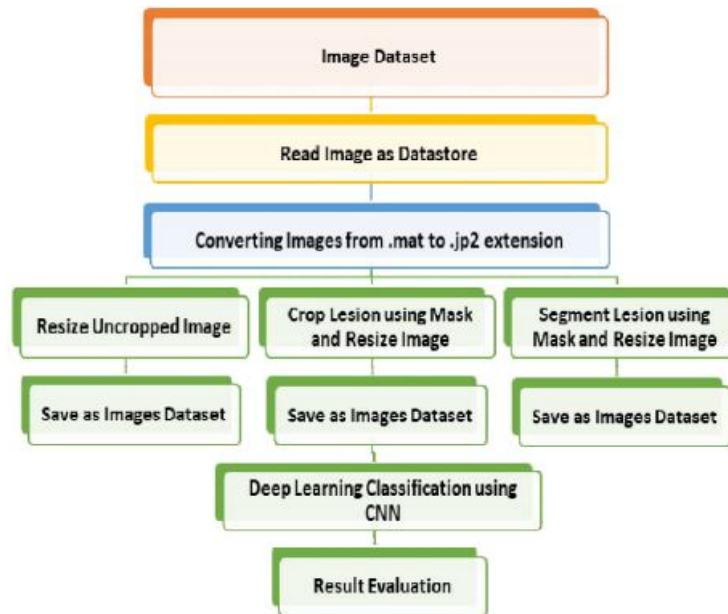 Image Dataset
Read Image as Datastore
Converting Images from .mat to .jp2 extension
Resize Uncropped Image
Crop Lesion using Mask
and Resize Image
Segment Lesion using
Mask and Resize Image
Save as Images Dataset
Save as Images Dataset
Save as Images Dataset
Deep Learning Classification using
CNN
Result Evaluation